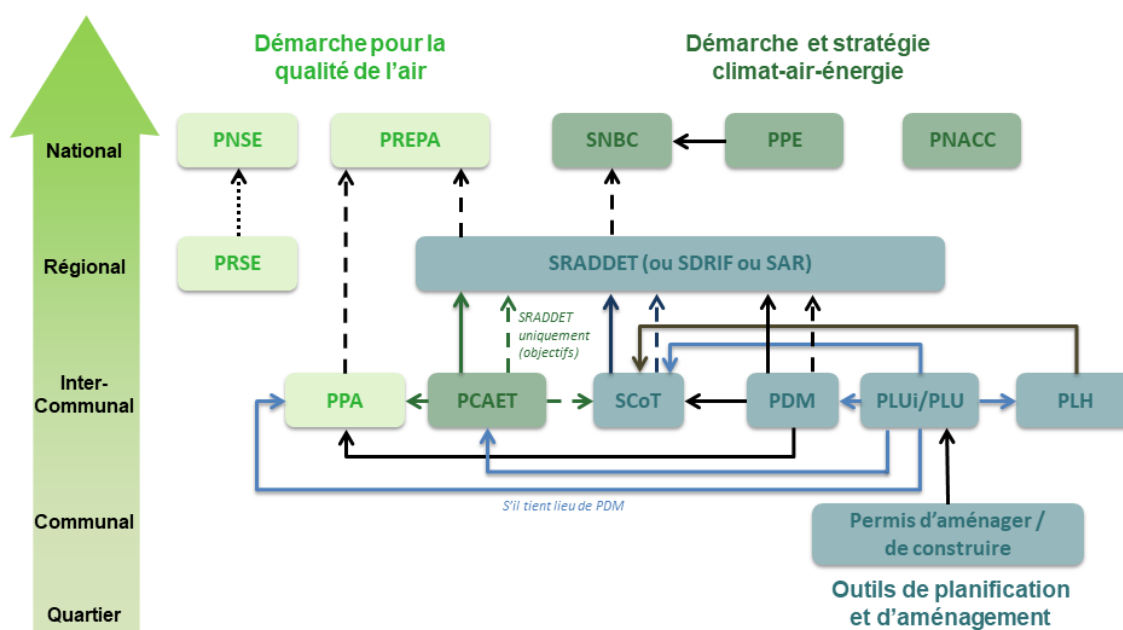 Démarche pour la
qualité de l’air
Démarche et stratégie
climat-air-énergie
National
PNSE
PREPA
SNBC
PPE
PNACC
Régional
PRSE
SRADDET (ou SDRIF ou SAR)
SRADDET
uniquement
(objectifs)
Inter-
Communal
PPA
PCAET
SCoT
PDM
PLUi/PLU
PLH
S’il tient lieu de PDM
Communal
Permis d’aménager /
de construire
Outils de planification
et d’aménagement
Quartier